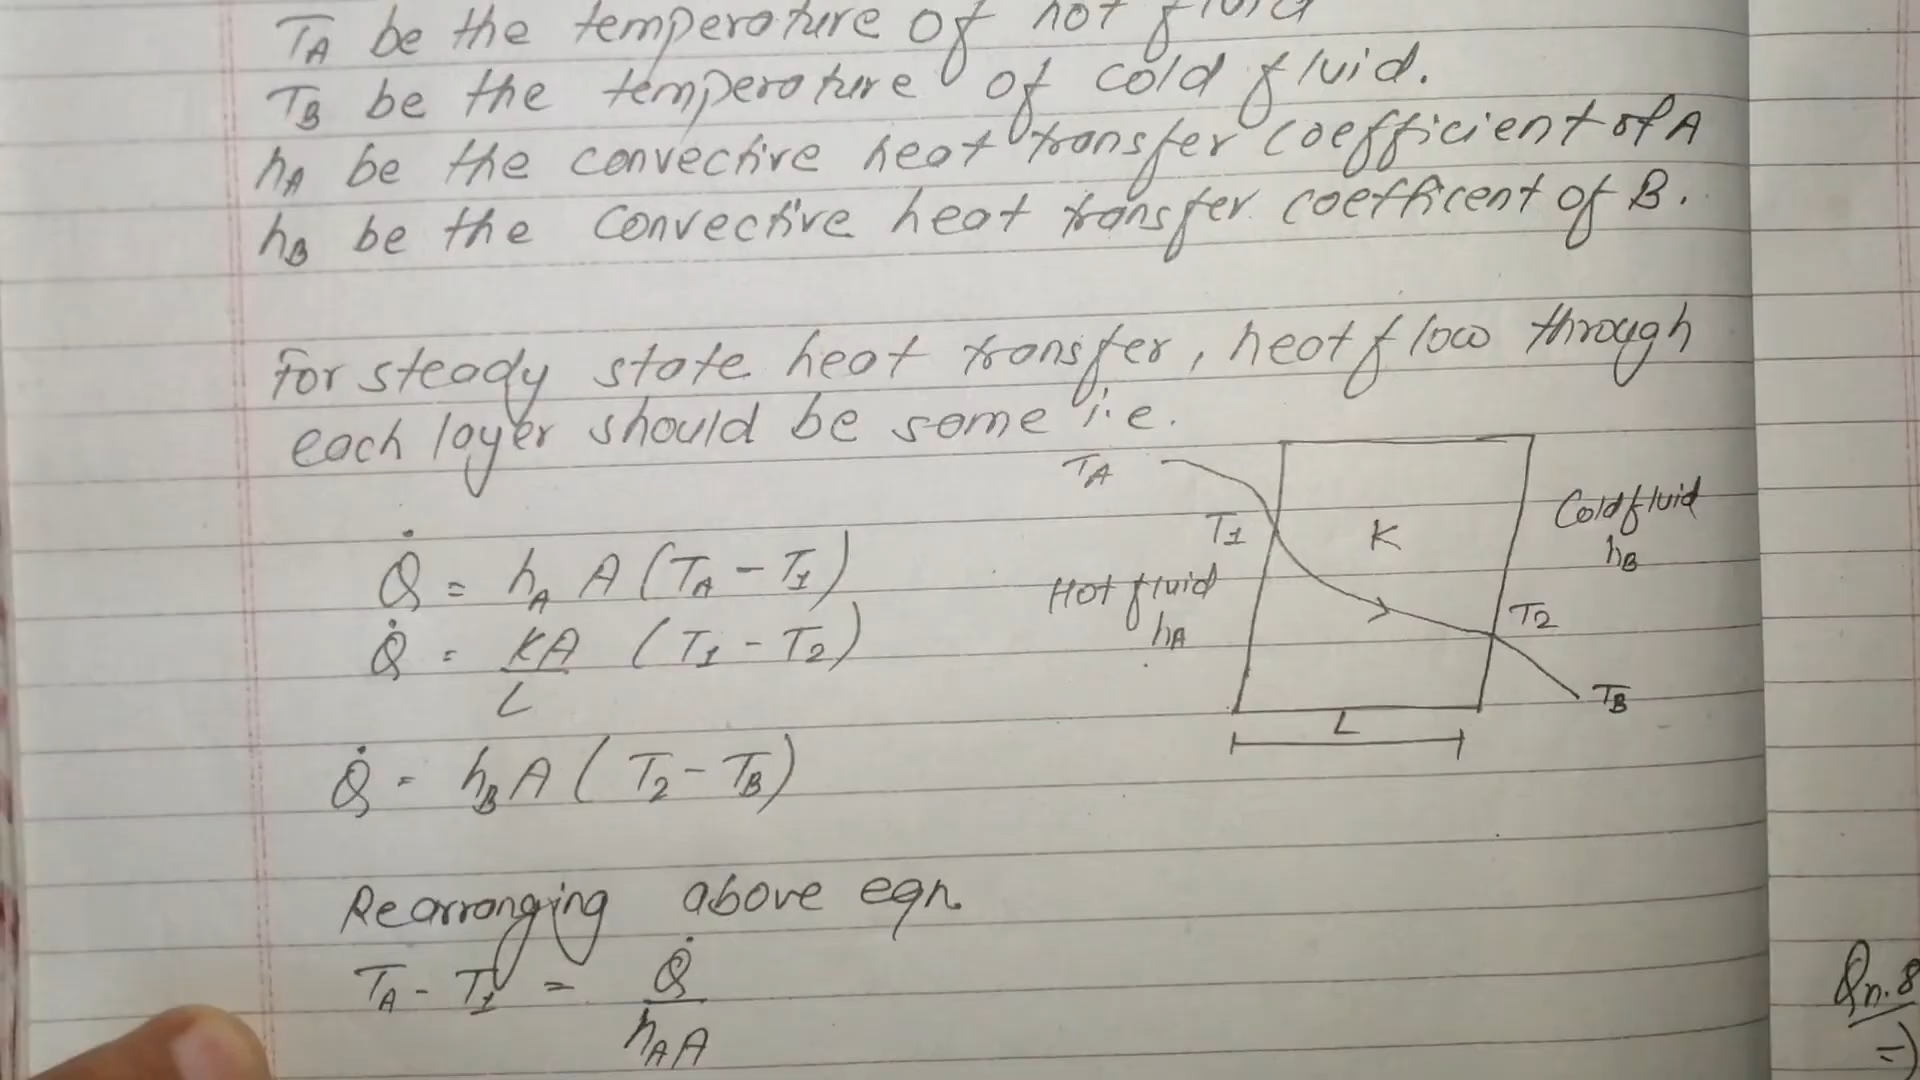 TA be the temperature of hot fluid
TB be the temperature of cold fluid.
hA be the convective heat transfer coefficient of A
hB be the convective heat transfer coefficent of B.
For steady state heat transfer, heat flow through
each layer should be same i.e.
Q̇ = hA A (TA - T1)
Q̇ = KA/L (T1 - T2)
Q̇ = hB A (T2 - TB)
TA
T1
K
Cold fluid
hB
Hot fluid
hA
T2
TB
L
Rearranging above eqn.
TA - T1 = Q̇/hAA
Qn. 8
=)